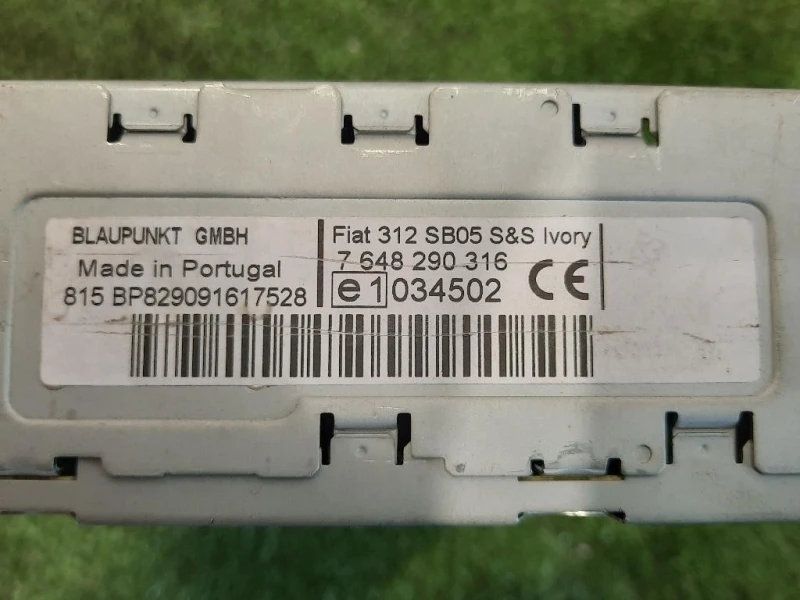 BLAUPUNKT GMBH
Made in Portugal
815 BP829091617528
Fiat 312 SB05 S&S Ivory
7 648 290 316
e1 034502 CE